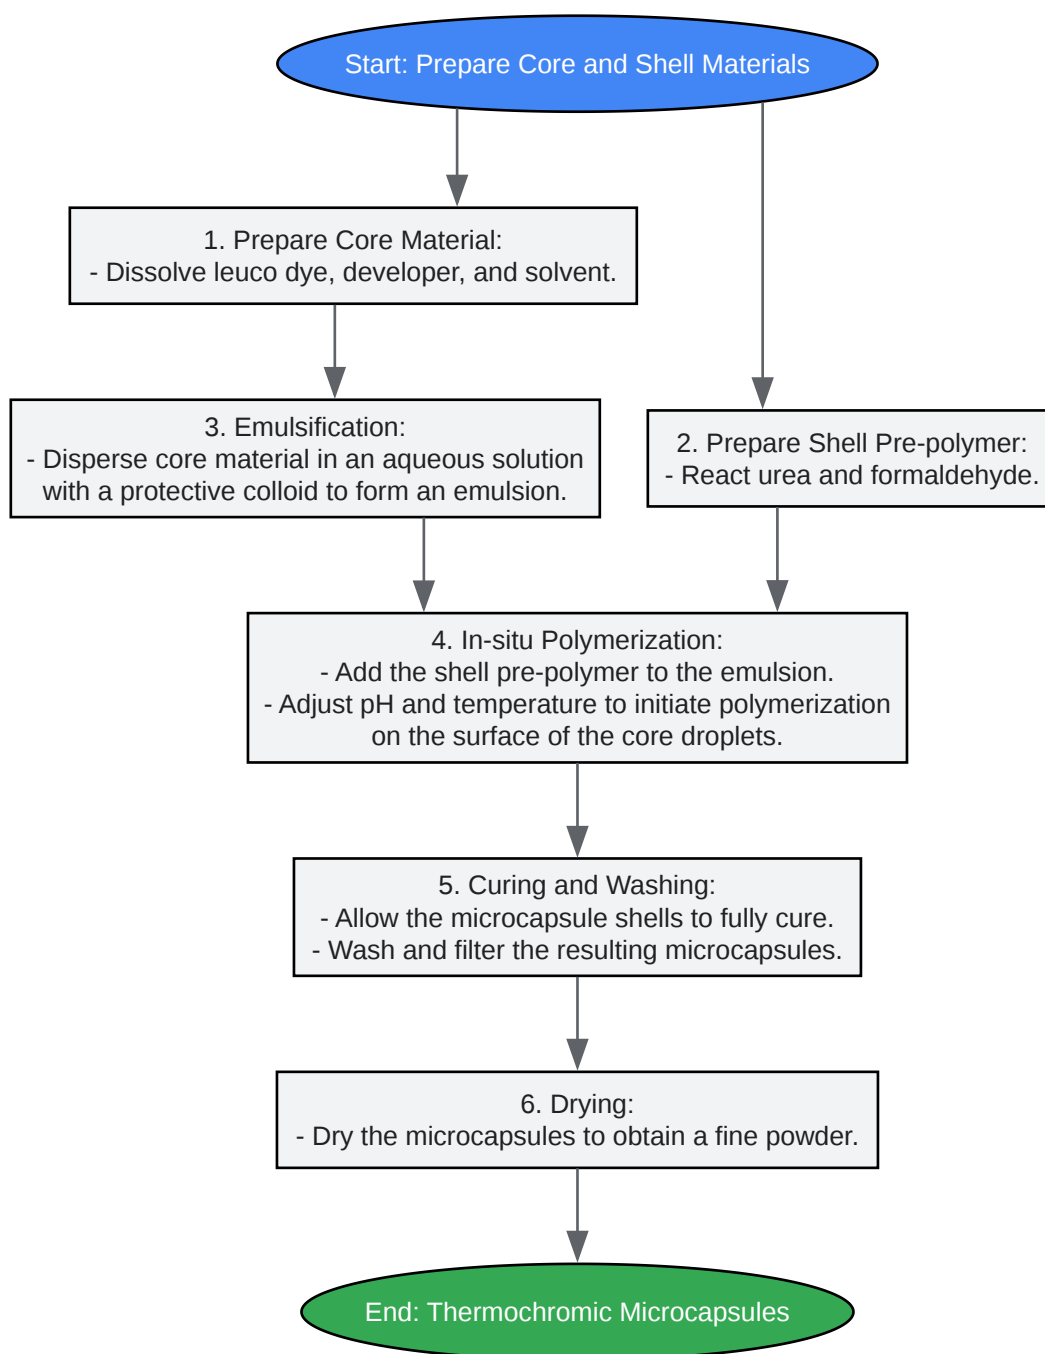 Start: Prepare Core and Shell Materials
1. Prepare Core Material:
- Dissolve leuco dye, developer, and solvent.
3. Emulsification:
- Disperse core material in an aqueous solution
with a protective colloid to form an emulsion.
2. Prepare Shell Pre-polymer:
- React urea and formaldehyde.
4. In-situ Polymerization:
- Add the shell pre-polymer to the emulsion.
- Adjust pH and temperature to initiate polymerization
on the surface of the core droplets.
5. Curing and Washing:
- Allow the microcapsule shells to fully cure.
- Wash and filter the resulting microcapsules.
6. Drying:
- Dry the microcapsules to obtain a fine powder.
End: Thermochromic Microcapsules